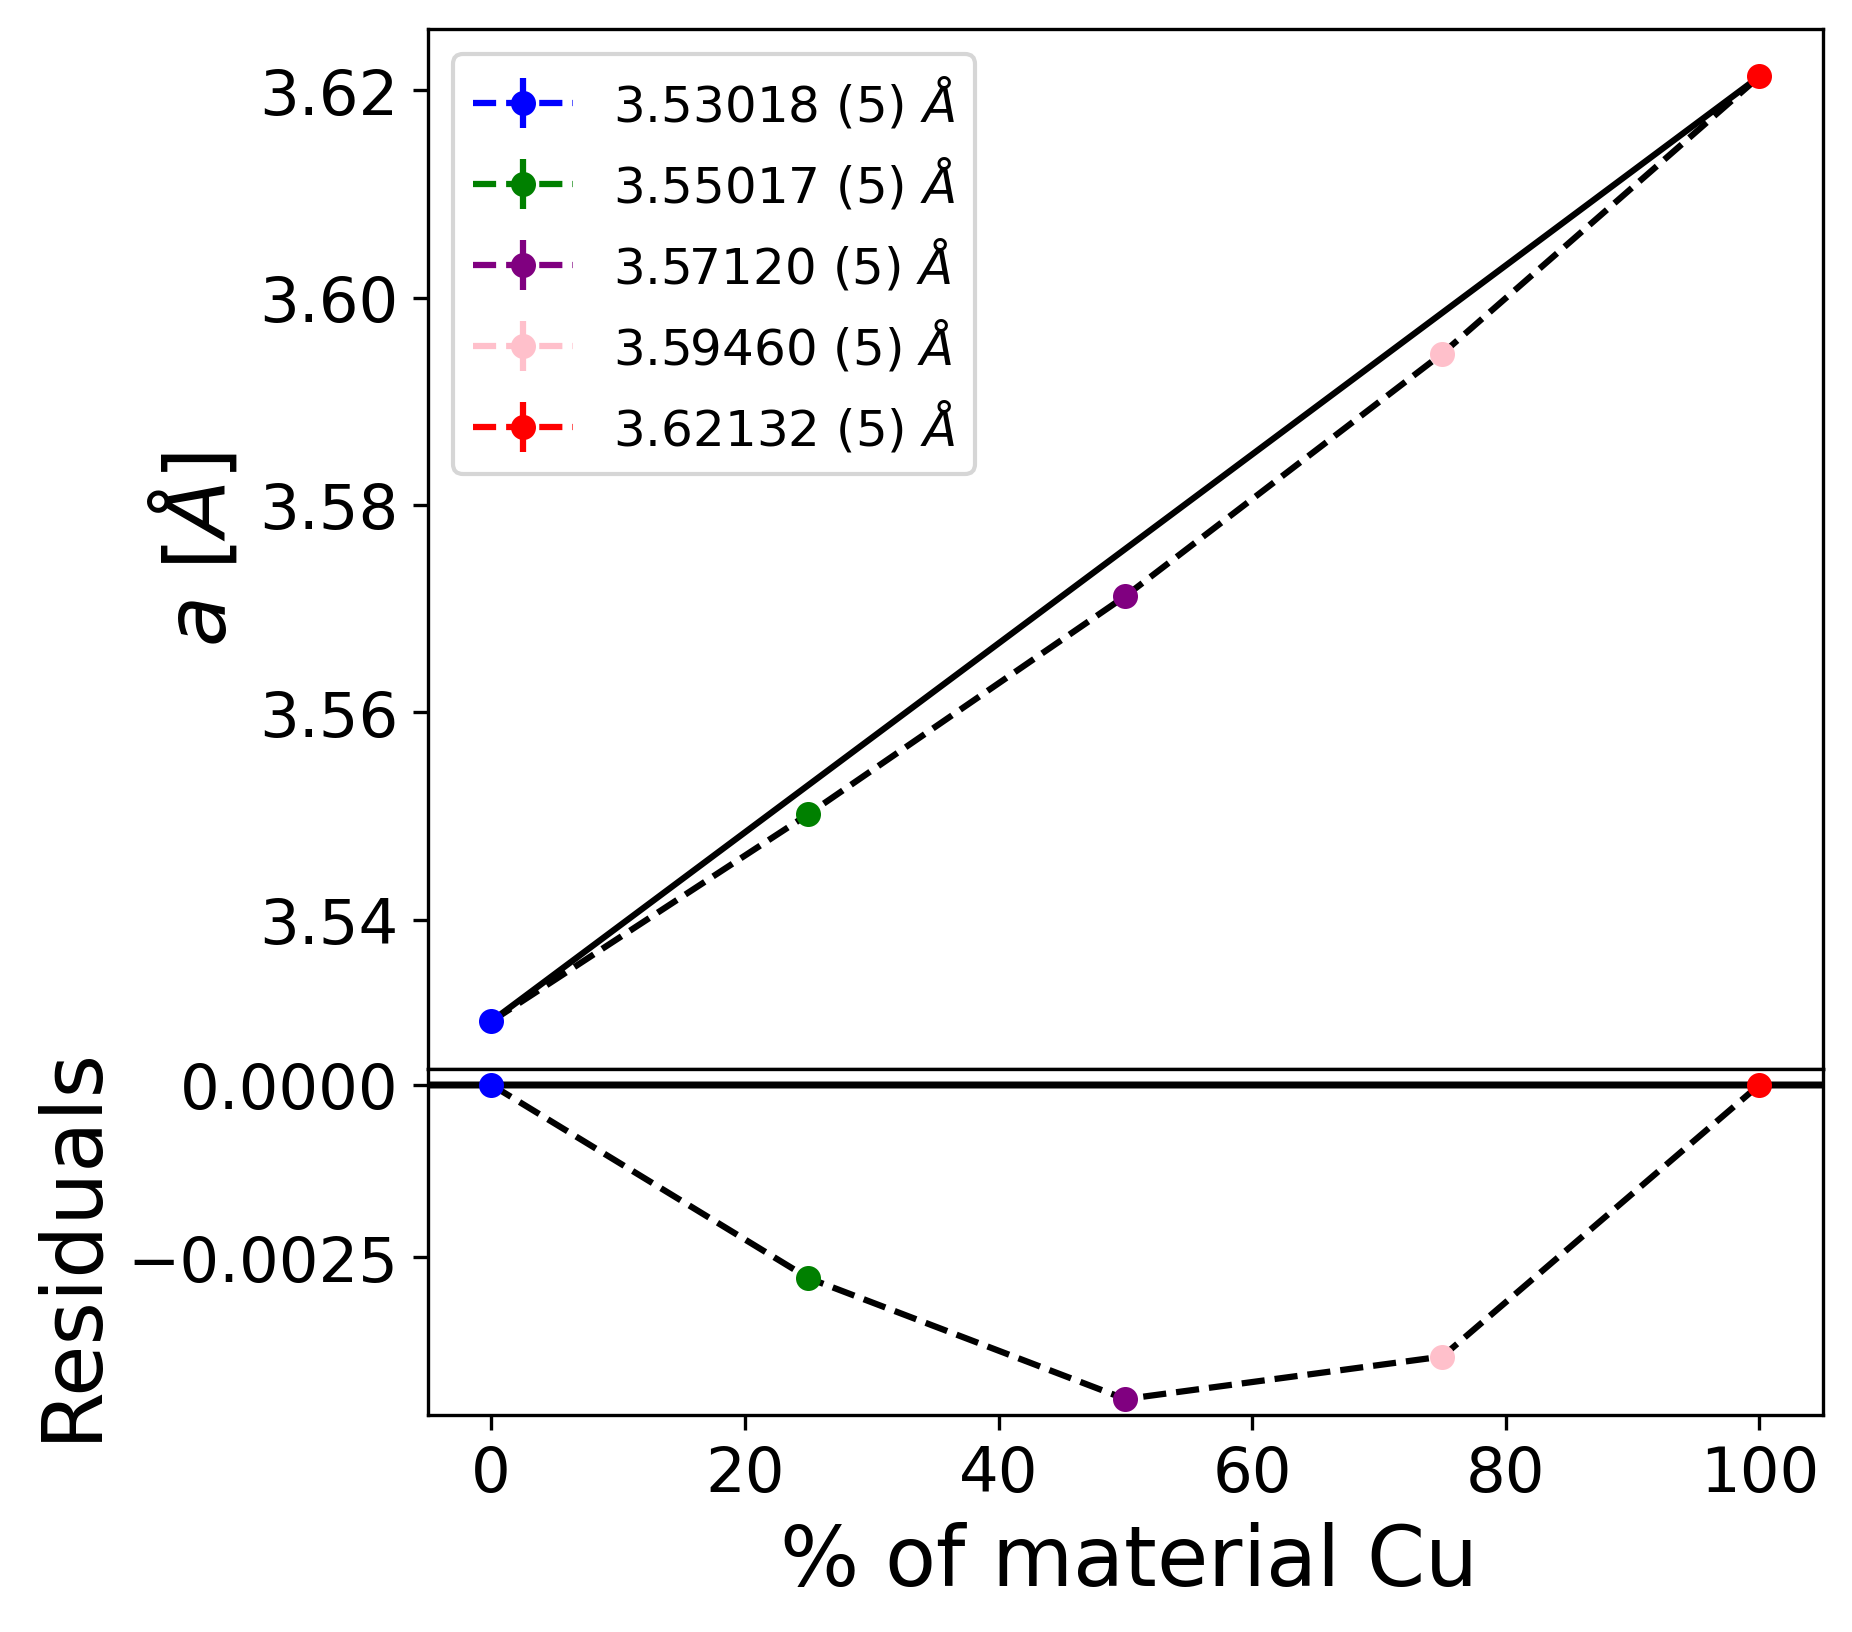 3.53018 (5) Å
3.55017 (5) Å
3.57120 (5) Å
3.59460 (5) Å
3.62132 (5) Å
3.62
3.60
3.58
3.56
3.54
a [Å]
0.0000
−0.0025
Residuals
0 20 40 60 80 100
% of material Cu